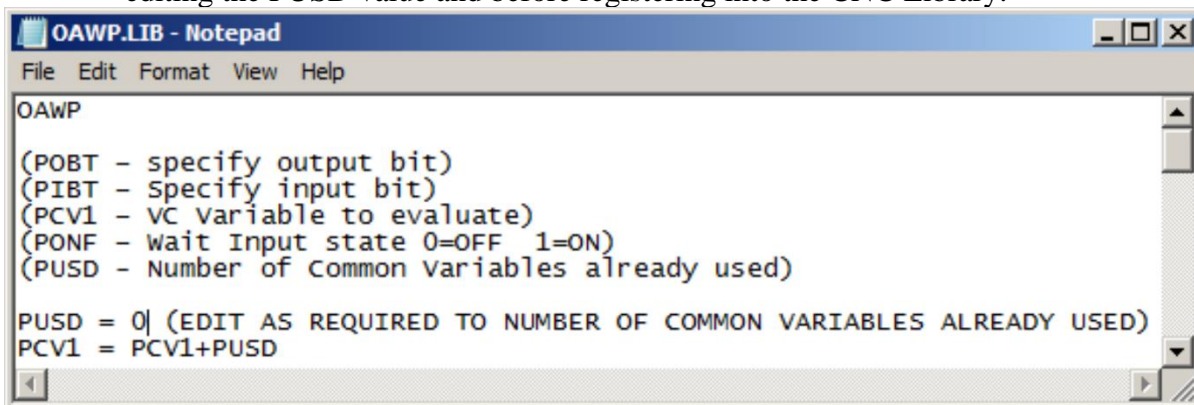 editing the PUSD value and before registering into the CNC Library.
OAWP.LIB - Notepad
File Edit Format View Help
OAWP
(POBT – specify output bit)
(PIBT – Specify input bit)
(PCV1 – VC Variable to evaluate)
(PONF – Wait Input state 0=OFF 1=ON)
(PUSD – Number of Common Variables already used)
PUSD = 0 (EDIT AS REQUIRED TO NUMBER OF COMMON VARIABLES ALREADY USED)
PCV1 = PCV1+PUSD